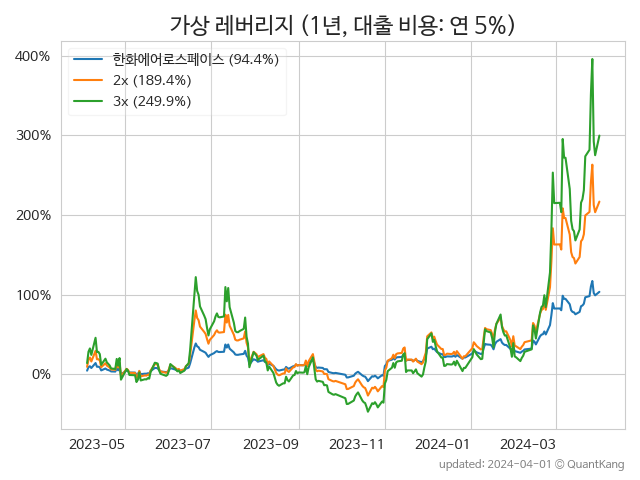 가상 레버리지 (1년, 대출 비용: 연 5%)
한화에어로스페이스 (94.4%)
2x (189.4%)
3x (249.9%)
400%
300%
200%
100%
0%
2023-05 2023-07 2023-09 2023-11 2024-01 2024-03
updated: 2024-04-01 © QuantKang